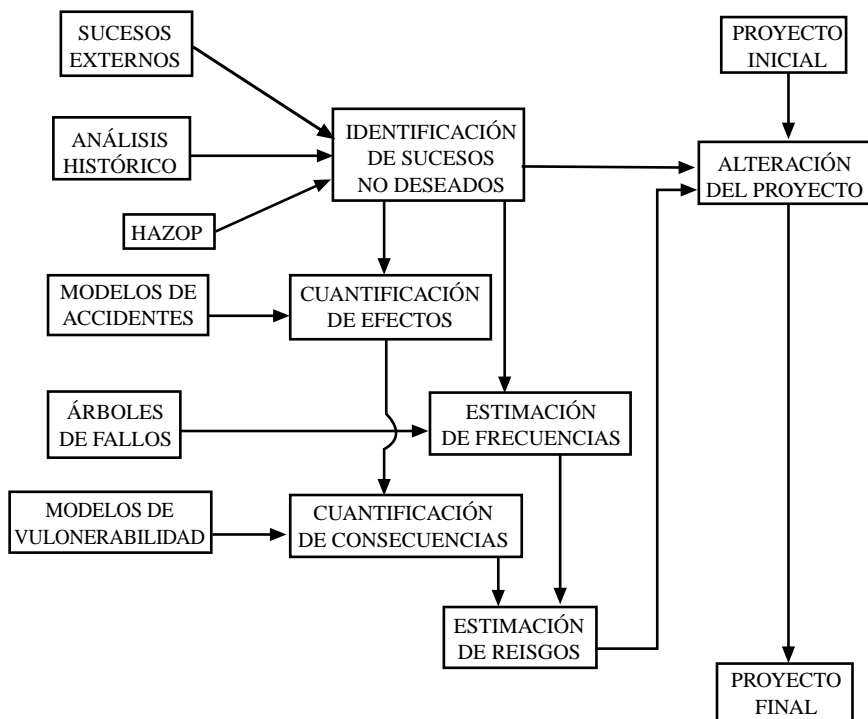 SUCESOS
EXTERNOS
PROYECTO
INICIAL
ANÁLISIS
HISTÓRICO
IDENTIFICACIÓN
DE SUCESOS
NO DESEADOS
ALTERACIÓN
DEL PROYECTO
HAZOP
MODELOS DE
ACCIDENTES
CUANTIFICACIÓN
DE EFECTOS
ÁRBOLES
DE FALLOS
ESTIMACIÓN
DE FRECUENCIAS
MODELOS DE
VULONERABILIDAD
CUANTIFICACIÓN
DE CONSECUENCIAS
ESTIMACIÓN
DE REISGOS
PROYECTO
FINAL